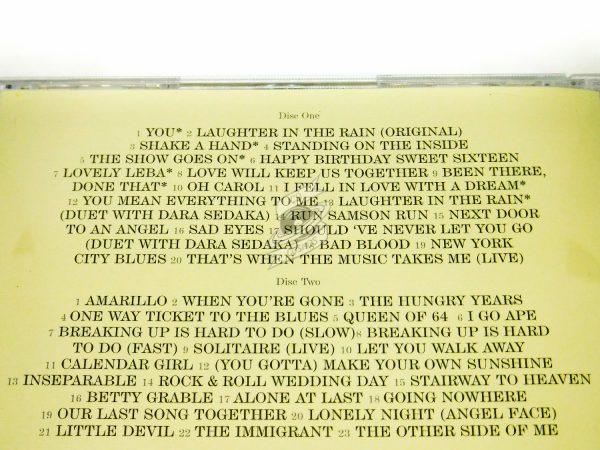 Disc One
1 YOU* 2 LAUGHTER IN THE RAIN (ORIGINAL)
3 SHAKE A HAND* 4 STANDING ON THE INSIDE
5 THE SHOW GOES ON* 6 HAPPY BIRTHDAY SWEET SIXTEEN
7 LOVELY LEBA* 8 LOVE WILL KEEP US TOGETHER 9 BEEN THERE,
DONE THAT* 10 OH CAROL 11 I FELL IN LOVE WITH A DREAM*
12 YOU MEAN EVERYTHING TO ME 13 LAUGHTER IN THE RAIN*
(DUET WITH DARA SEDAKA) 14 RUN SAMSON RUN 15 NEXT DOOR
TO AN ANGEL 16 SAD EYES 17 SHOULD 'VE NEVER LET YOU GO
(DUET WITH DARA SEDAKA) 18 BAD BLOOD 19 NEW YORK
CITY BLUES 20 THAT'S WHEN THE MUSIC TAKES ME (LIVE)
Disc Two
1 AMARILLO 2 WHEN YOU'RE GONE 3 THE HUNGRY YEARS
4 ONE WAY TICKET TO THE BLUES 5 QUEEN OF 64 6 I GO APE
7 BREAKING UP IS HARD TO DO (SLOW)8 BREAKING UP IS HARD
TO DO (FAST) 9 SOLITAIRE (LIVE) 10 LET YOU WALK AWAY
11 CALENDAR GIRL 12 (YOU GOTTA) MAKE YOUR OWN SUNSHINE
13 INSEPARABLE 14 ROCK & ROLL WEDDING DAY 15 STAIRWAY TO HEAVEN
16 BETTY GRABLE 17 ALONE AT LAST 18 GOING NOWHERE
19 OUR LAST SONG TOGETHER 20 LONELY NIGHT (ANGEL FACE)
21 LITTLE DEVIL 22 THE IMMIGRANT 23 THE OTHER SIDE OF ME